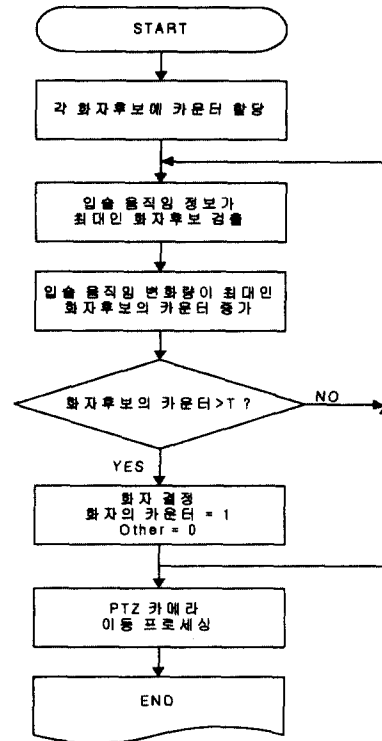 START
각 화자후보에 카운터 할당
입술 움직임 정보가
최대인 화자후보 검출
입술 움직임 변화량이 최대인
화자후보의 카운터 증가
화자후보의 카운터>T ?
NO
YES
화자 결정
화자의 카운터 = 1
Other = 0
PTZ 카메라
이동 프로세싱
END